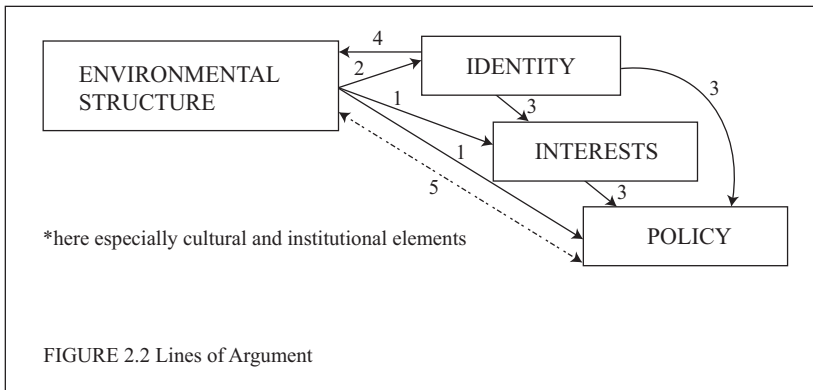 4
ENVIRONMENTAL
STRUCTURE
2
IDENTITY
3
1
3
INTERESTS
1
3
5
*here especially cultural and institutional elements
POLICY
FIGURE 2.2 Lines of Argument